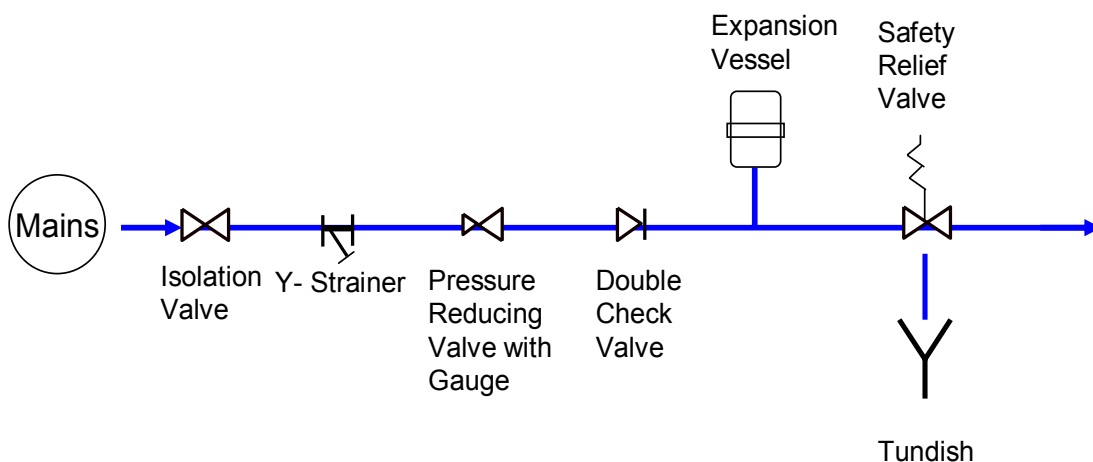 Expansion
Vessel
Safety
Relief
Valve
Mains
Isolation
Valve
Y- Strainer
Pressure
Reducing
Valve with
Gauge
Double
Check
Valve
Tundish